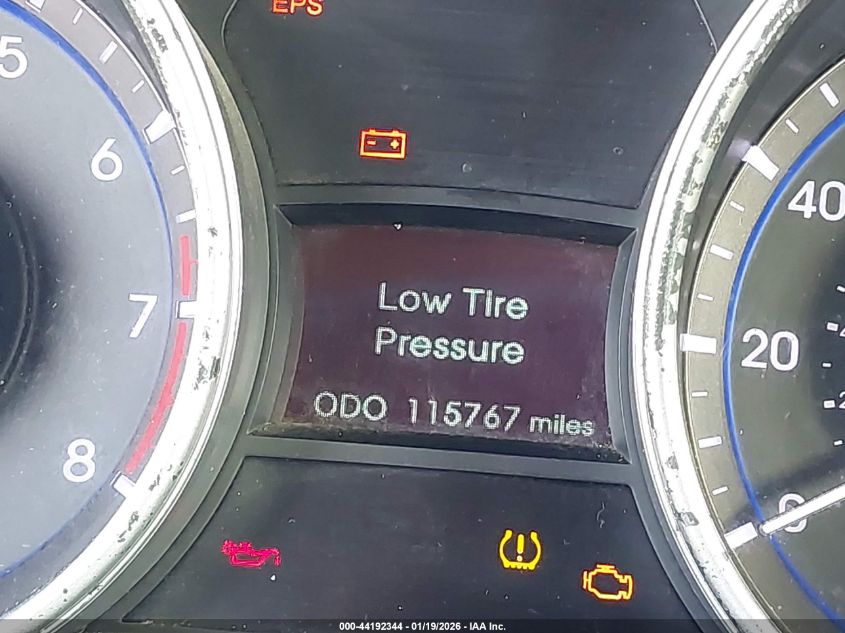 EPS
5
6
7
8
40
20
0
Low Tire
Pressure
ODO 115767 miles
000-44192344 - 01/19/2026 - IAA Inc.